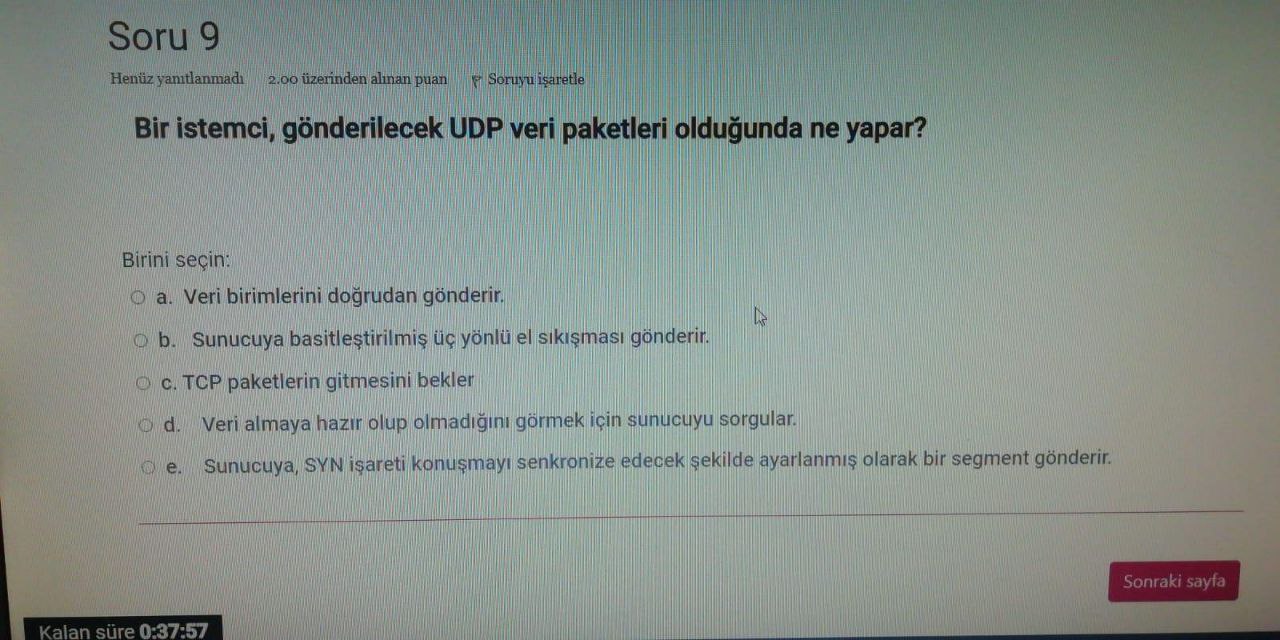 Soru 9
Henüz yanıtlanmadı 2.00 üzerinden alınan puan Soruyu işaretle
Bir istemci, gönderilecek UDP veri paketleri olduğunda ne yapar?
Birini seçin:
a. Veri birimlerini doğrudan gönderir.
b. Sunucuya basitleştirilmiş üç yönlü el sıkışması gönderir.
c. TCP paketlerin gitmesini bekler
d. Veri almaya hazır olup olmadığını görmek için sunucuyu sorgular.
e. Sunucuya, SYN işareti konuşmayı senkronize edecek şekilde ayarlanmış olarak bir segment gönderir.
Sonraki sayfa
Kalan süre 0:37:57